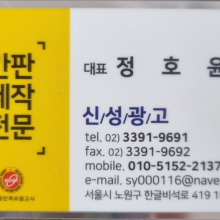 간판
제작
전문
대표 정 호 윤
신/성/광/고
tel. 02) 3391-9691
fax. 02) 3391-9692
mobile. 010-5152-2137
e-mail. sy000116@nave
서울시 노원구 한글비석로 419 1